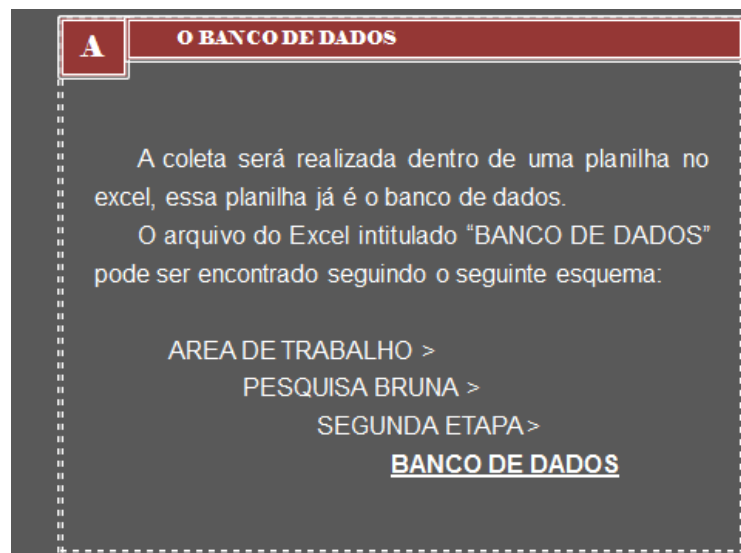 A
O BANCO DE DADOS
A coleta será realizada dentro de uma planilha no
excel, essa planilha já é o banco de dados.
O arquivo do Excel intitulado “BANCO DE DADOS”
pode ser encontrado seguindo o seguinte esquema:
AREA DE TRABALHO >
PESQUISA BRUNA >
SEGUNDA ETAPA>
BANCO DE DADOS